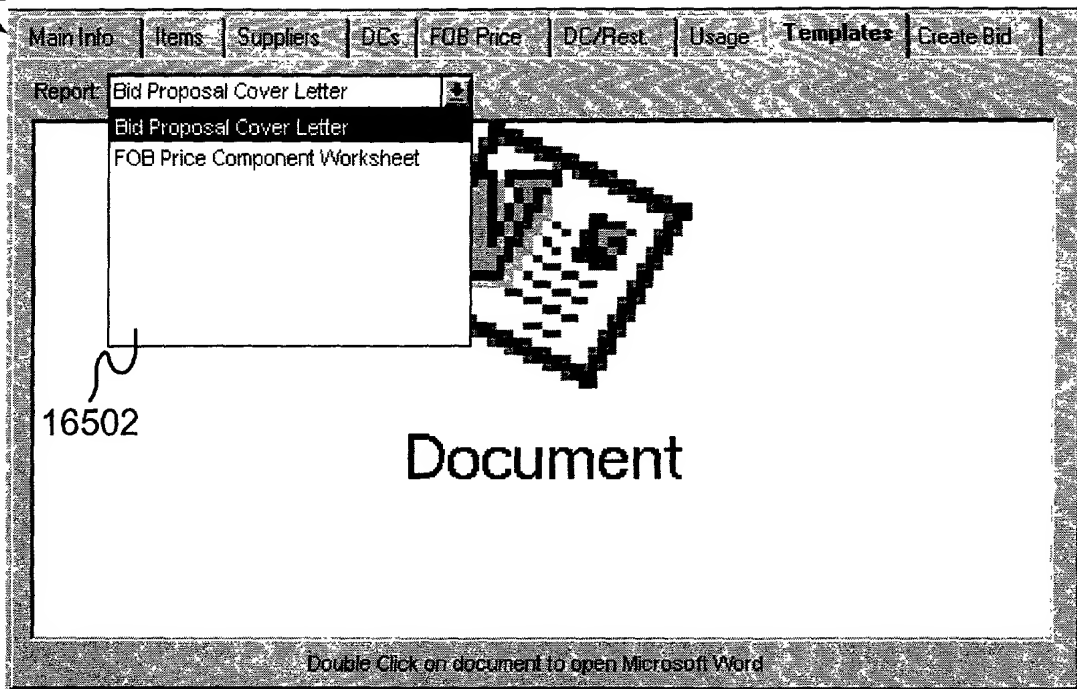 Main Info Items Suppliers DCs FOB Price DC/Rest. Usage Templates Create Bid
Report: Bid Proposal Cover Letter
Bid Proposal Cover Letter
FOB Price Component Worksheet
16502
Document
Double Click on document to open Microsoft Word